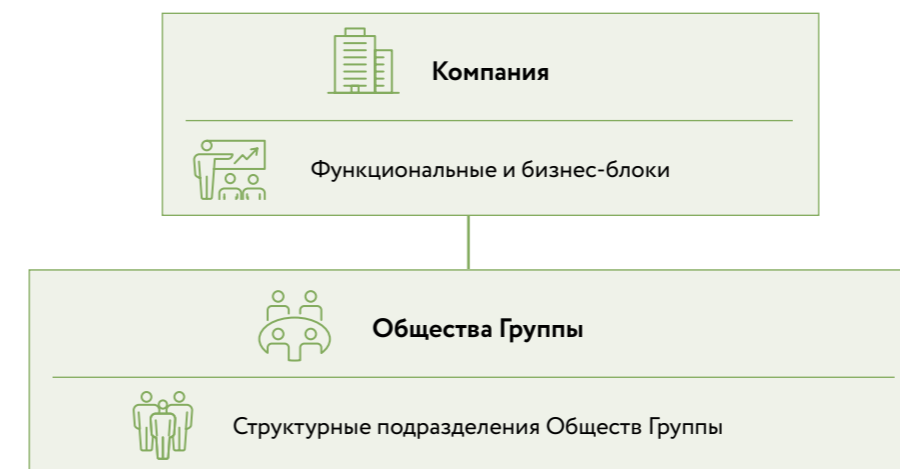 Компания
Функциональные и бизнес-блоки
Общества Группы
Структурные подразделения Обществ Группы